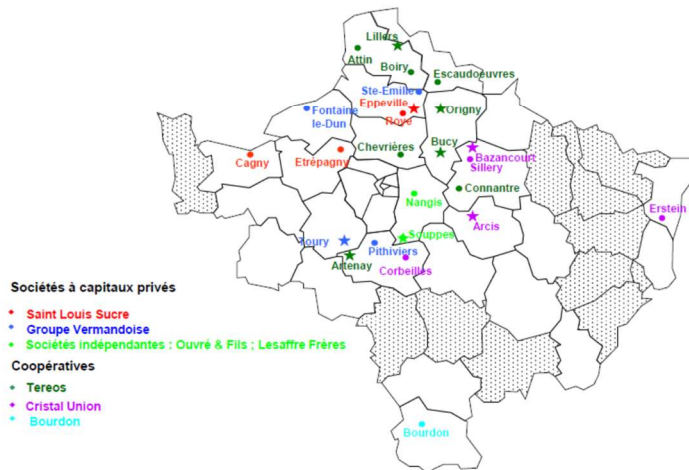 Lillers
Attin
Boiry
Escaudoeuvres
Ste-Emilie
Eppeville
Fontaine
le-Dun
Origny
Roye
Bucy
Chevrières
Bazancourt
Sillery
Cagny
Etrépagny
Connantre
Nangis
Erstein
Arcis
Souppes
Toury
Pithiviers
Artenay
Corbeilles
Sociétés à capitaux privés
Saint Louis Sucre
Groupe Vermandoise
Sociétés indépendantes : Ouvré & Fils ; Lesaffre Frères
Coopératives
Tereos
Cristal Union
Bourdon
Bourdon